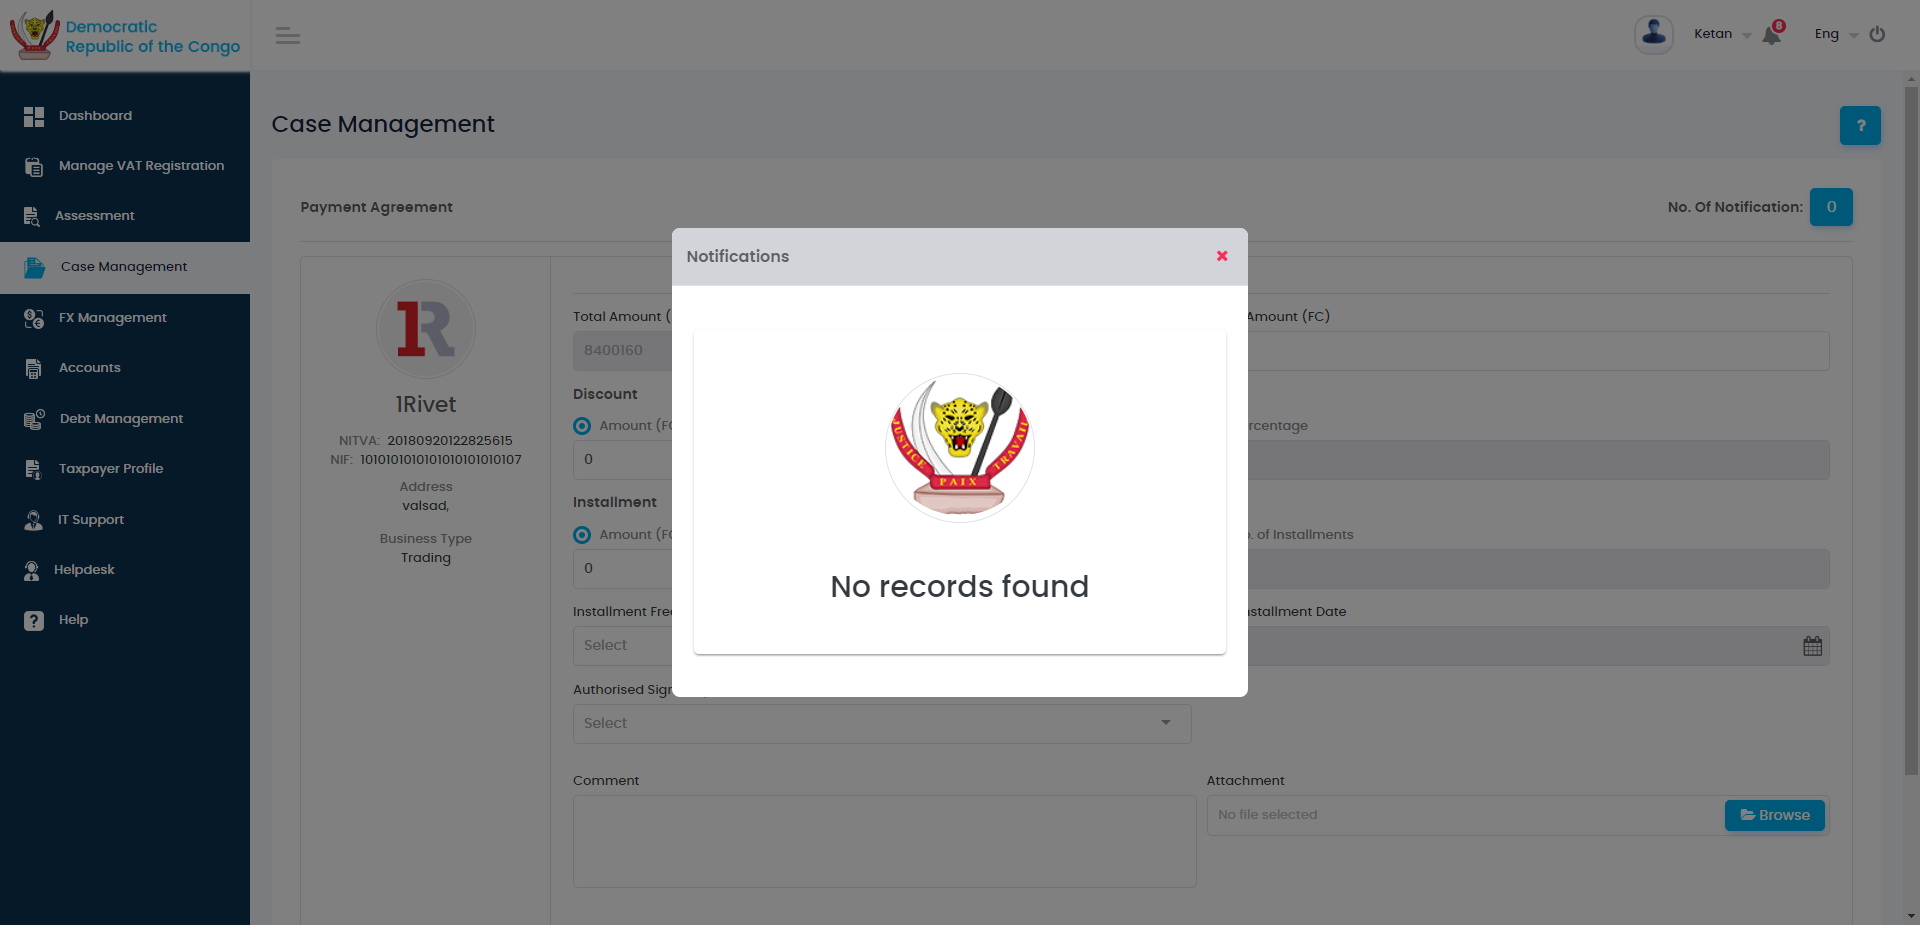 Democratic
Republic of the Congo
Ketan
8
Eng
Dashboard
Manage VAT Registration
Assessment
Case Management
FX Management
Accounts
Debt Management
Taxpayer Profile
IT Support
Helpdesk
Help
Case Management
?
Payment Agreement
No. Of Notification: 0
1R
1Rivet
NITVA: 20180920122825615
NIF: 1010101010101010101010107
Address
valsad,
Business Type
Trading
Total Amount (
8400160
Amount (FC)
Discount
Amount (FC
rcentage
0
Installment
Amount (FC
. of Installments
0
Installment Fre
stallment Date
Select
Authorised Sig
Select
Comment
Attachment
No file selected
Browse
Notifications
JUSTICE
PAIX
TRAVAIL
No records found